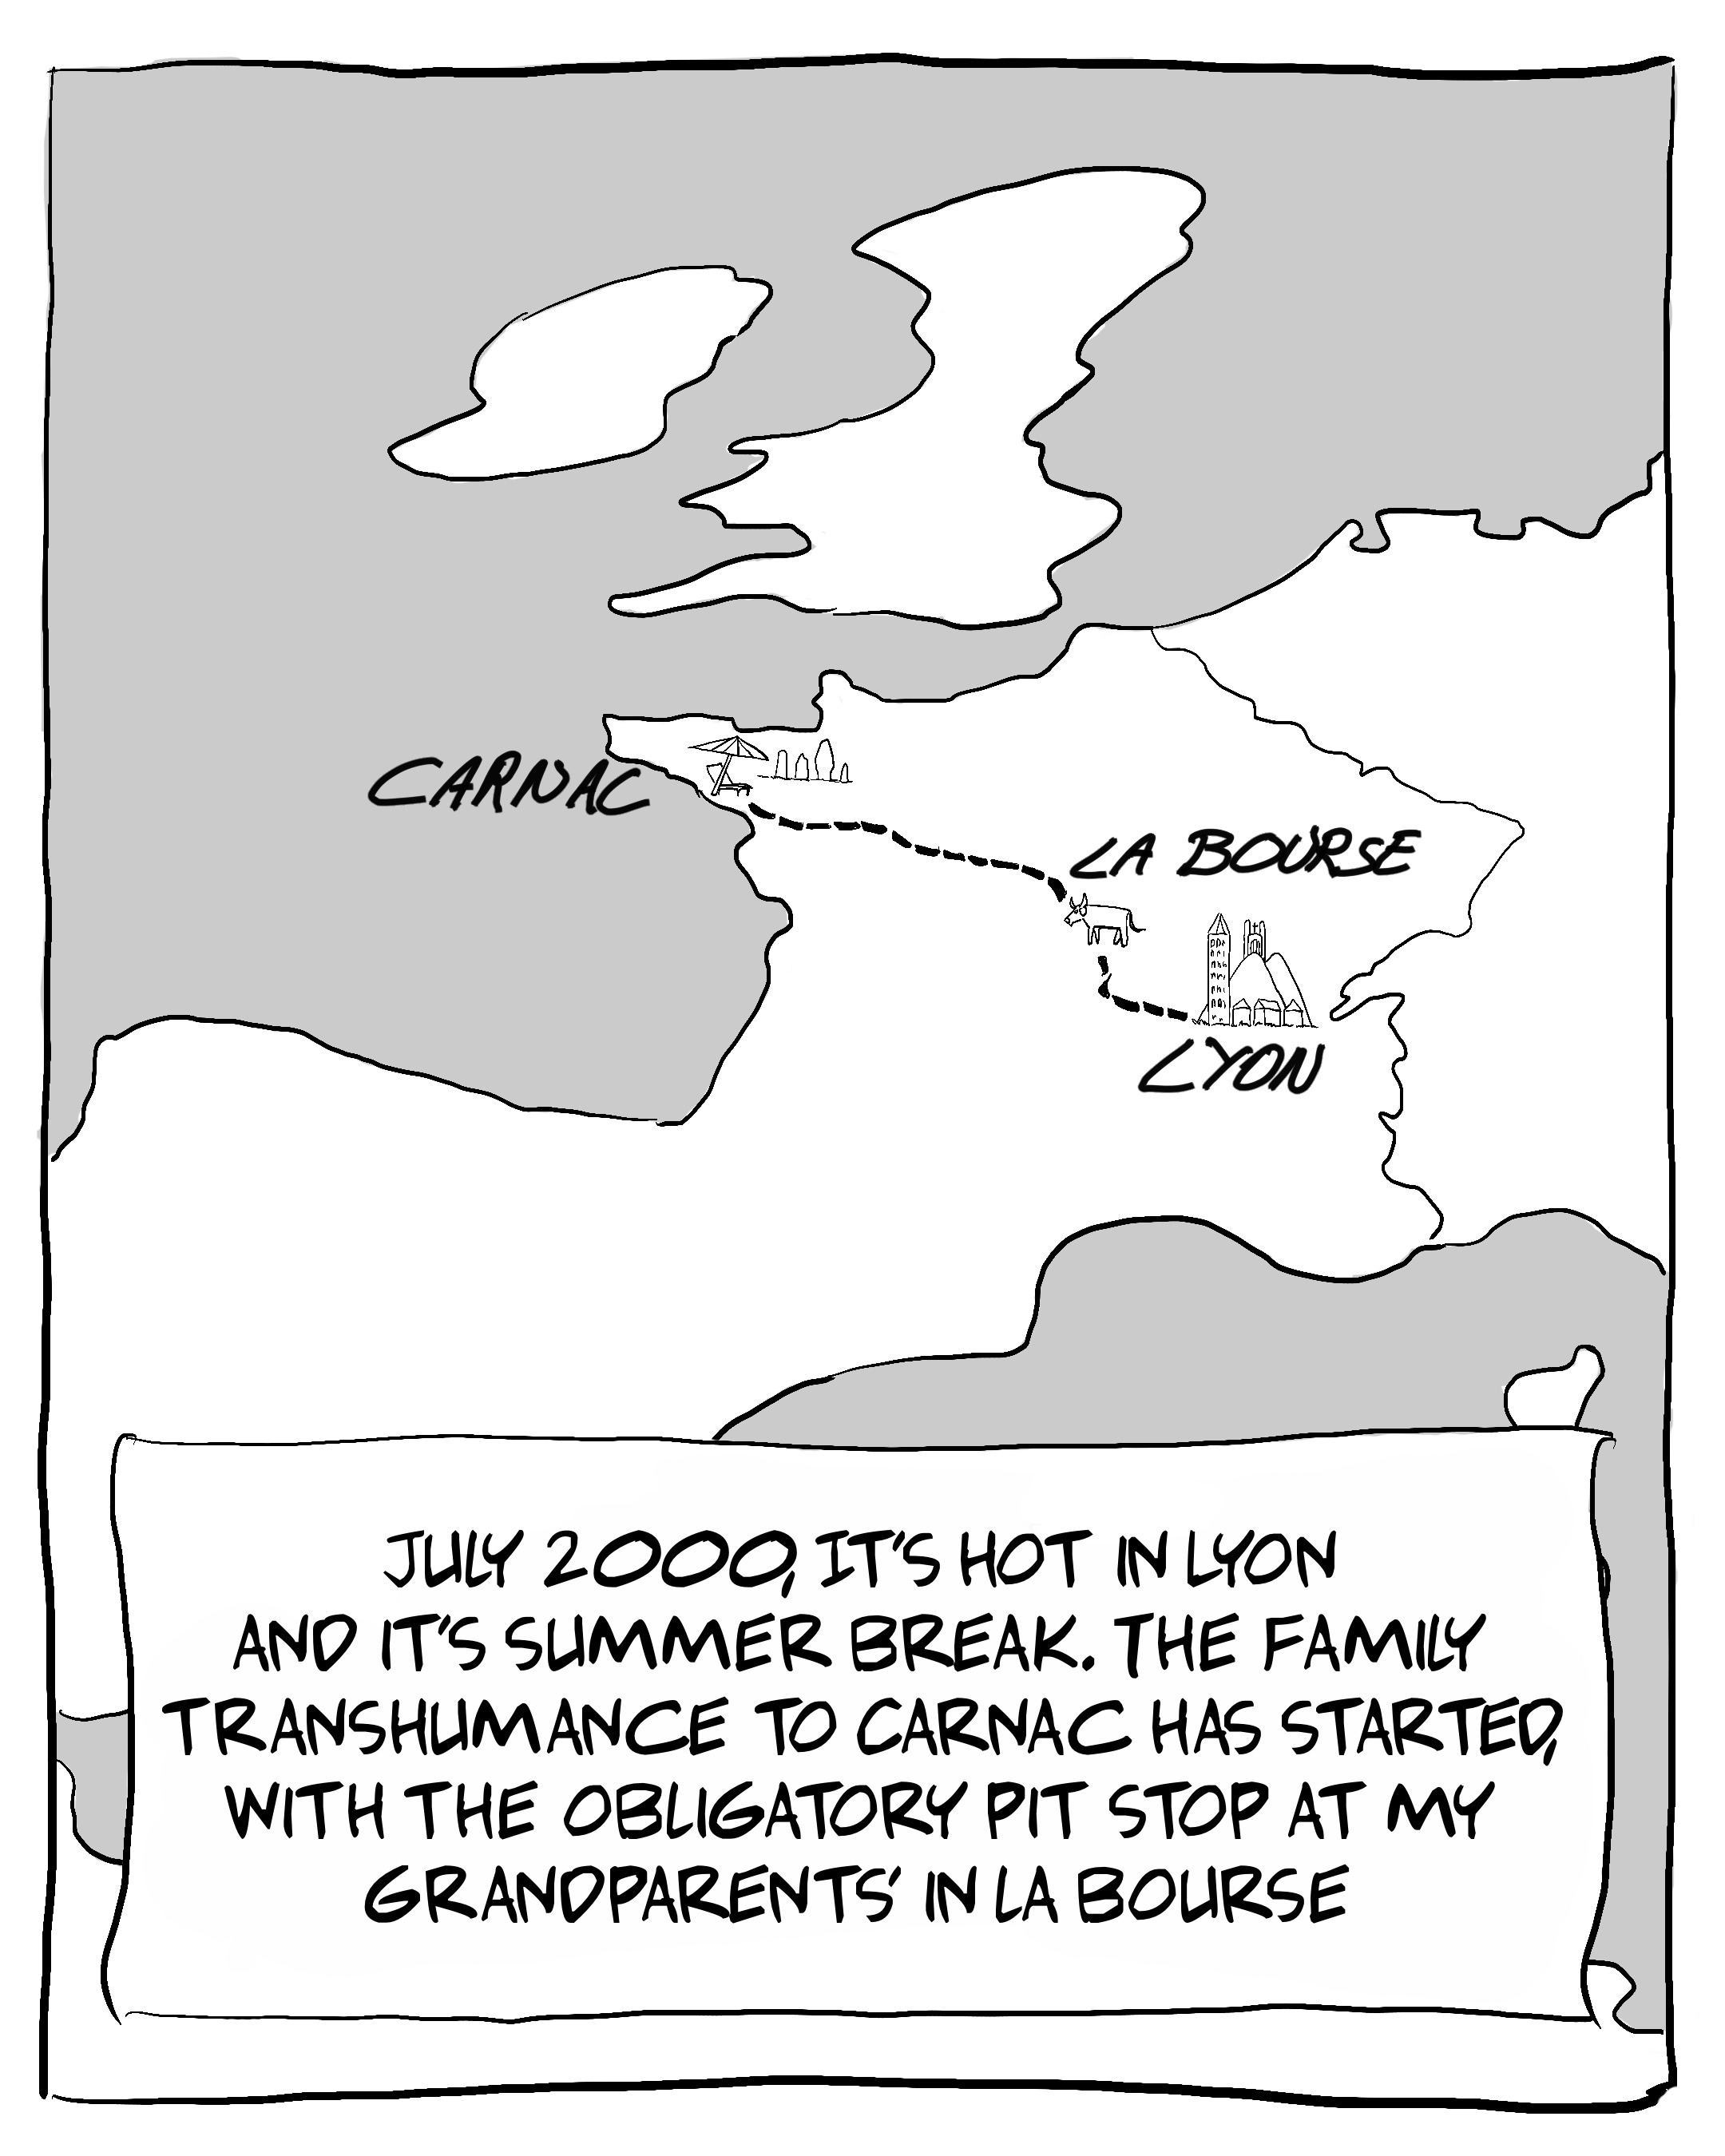 CARNAC
LA BOURSE
LYON
JULY 2000, IT'S HOT IN LYON
AND IT'S SUMMER BREAK. THE FAMILY
TRANSHUMANCE TO CARNAC HAS STARTED,
WITH THE OBLIGATORY PIT STOP AT MY
GRANDPARENTS' IN LA BOURSE